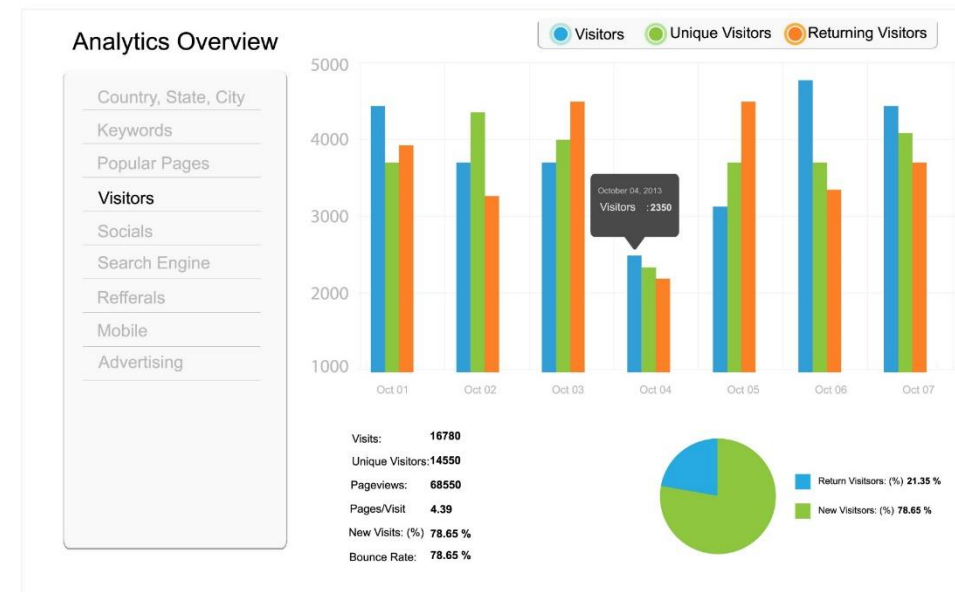 Analytics Overview
Visitors Unique Visitors Returning Visitors
Country, State, City
Keywords
Popular Pages
Visitors
Socials
Search Engine
Refferals
Mobile
Advertising
5000
4000
3000
2000
1000
October 04, 2013
Visitors :2350
Oct 01 Oct 02 Oct 03 Oct 04 Oct 05 Oct 06 Oct 07
Visits: 16780
Unique Visitors:14550
Pageviews: 68550
Pages/Visit 4.39
New Visits: (%) 78.65 %
Bounce Rate: 78.65 %
Return Visitsors: (%) 21.35 %
New Visitsors: (%) 78.65 %